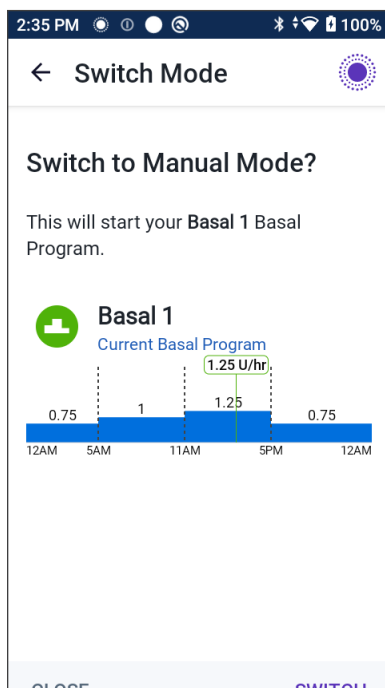 2:35 PM 100%
Switch Mode
Switch to Manual Mode?
This will start your Basal 1 Basal
Program.
Basal 1
Current Basal Program
1.25 U/hr
0.75 1 1.25 0.75
12AM 5AM 11AM 5PM 12AM
CLOSE SWITCH